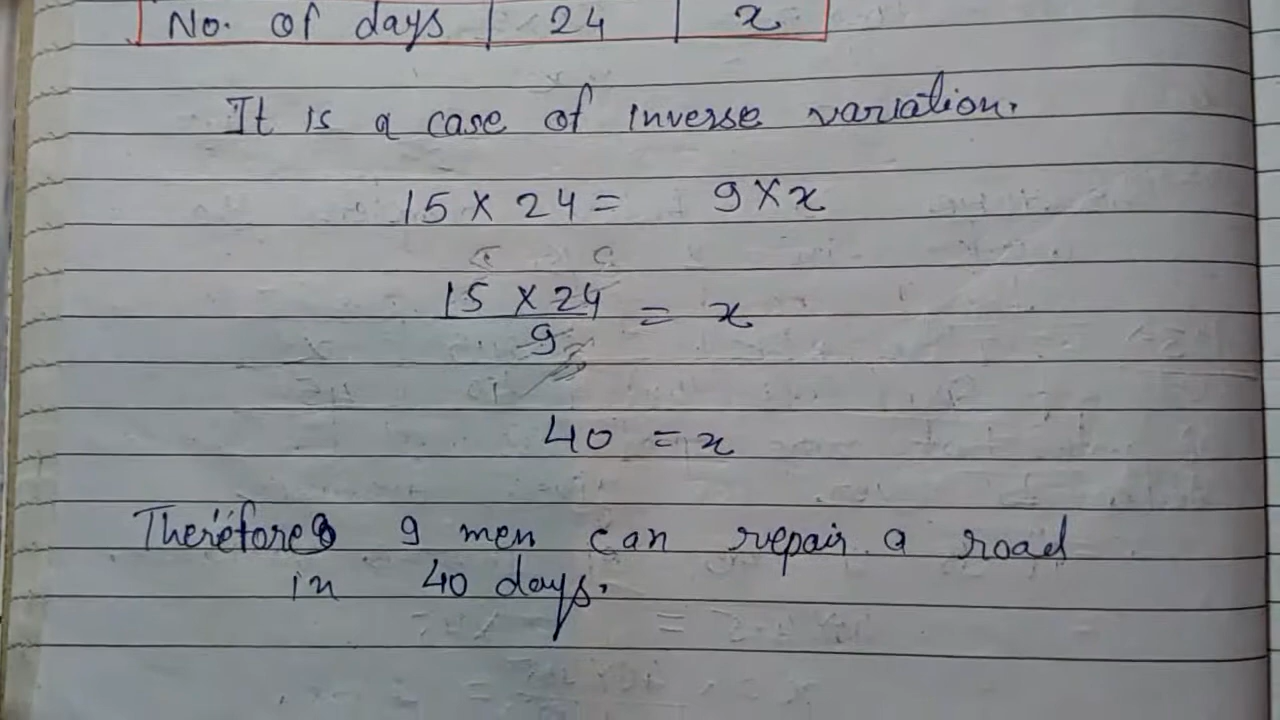 No. of days 24 x
It is a case of inverse variation.
15 × 24 = 9 × x
15 × 24 / 9 = x
40 = x
Therefore 9 men can repair a road
in 40 days.